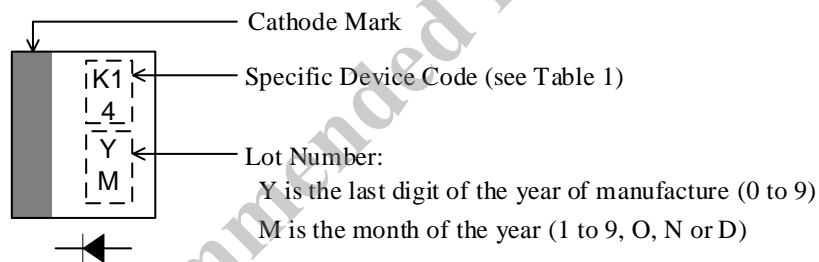 Cathode Mark
K1
Specific Device Code (see Table 1)
4
Y
Lot Number:
M
Y is the last digit of the year of manufacture (0 to 9)
M is the month of the year (1 to 9, O, N or D)